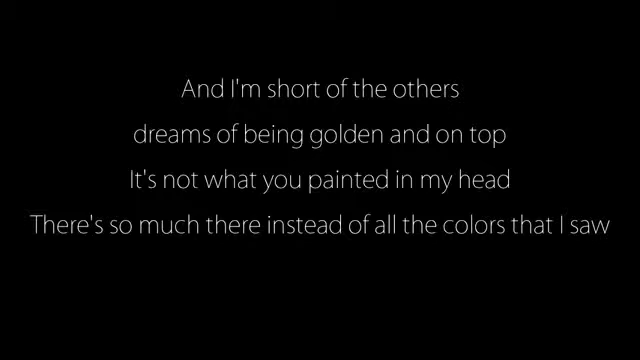 And I'm short of the others
dreams of being golden and on top
It's not what you painted in my head
There's so much there instead of all the colors that I saw